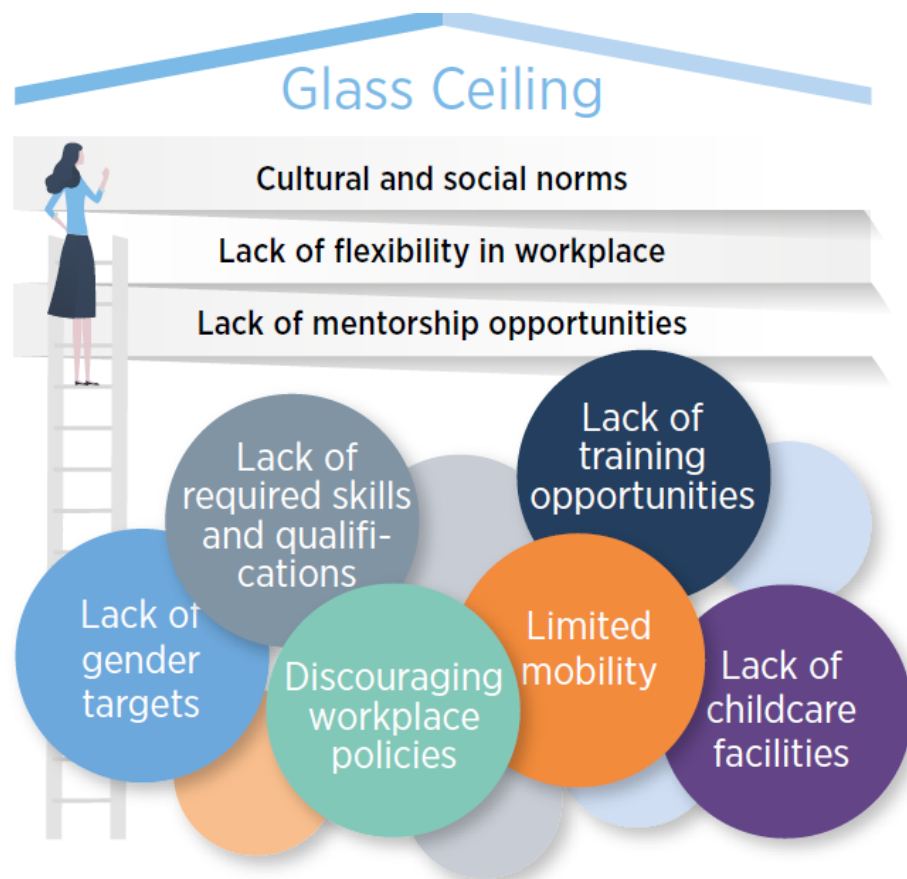 Glass Ceiling
Cultural and social norms
Lack of flexibility in workplace
Lack of mentorship opportunities
Lack of
training
opportunities
Lack of
required skills
and qualifi-
cations
Lack of
gender
targets
Discouraging
workplace
policies
Limited
mobility
Lack of
childcare
facilities